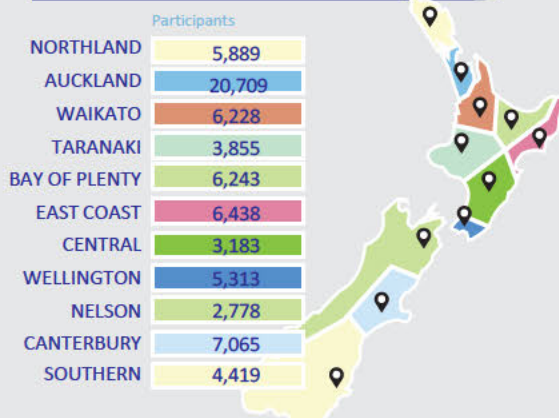 Participants
NORTHLAND 5,889
AUCKLAND 20,709
WAIKATO 6,228
TARANAKI 3,855
BAY OF PLENTY 6,243
EAST COAST 6,438
CENTRAL 3,183
WELLINGTON 5,313
NELSON 2,778
CANTERBURY 7,065
SOUTHERN 4,419